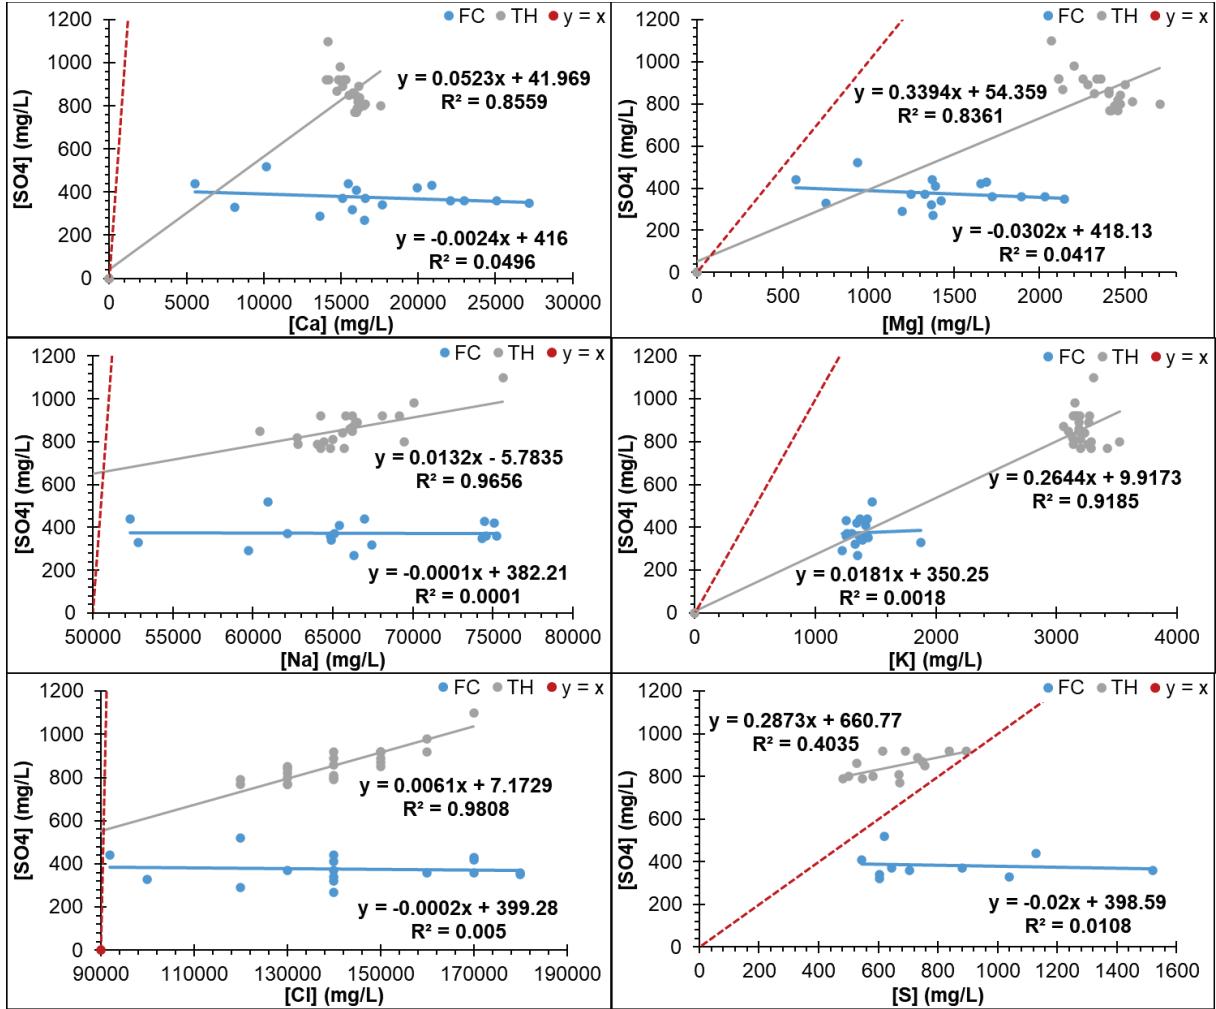 FC TH y = x
1200
1000
800
600
400
200
0
[SO4] (mg/L)
y = 0.0523x + 41.969
R² = 0.8559
y = -0.0024x + 416
R² = 0.0496
0 5000 10000 15000 20000 25000 30000
[Ca] (mg/L)
FC TH y = x
1200
1000
800
600
400
200
0
[SO4] (mg/L)
y = 0.3394x + 54.359
R² = 0.8361
y = -0.0302x + 418.13
R² = 0.0417
0 500 1000 1500 2000 2500
[Mg] (mg/L)
FC TH y = x
1200
1000
800
600
400
200
0
[SO4] (mg/L)
y = 0.0132x - 5.7835
R² = 0.9656
y = -0.0001x + 382.21
R² = 0.0001
50000 60000 65000 70000 75000 80000
[Na] (mg/L)
FC TH y = x
1200
1000
800
600
400
200
0
[SO4] (mg/L)
y = 0.2644x + 9.9173
R² = 0.9185
y = 0.0181x + 350.25
R² = 0.0018
0 1000 2000 3000 4000
[K] (mg/L)
FC TH y = x
1200
1000
800
600
400
200
0
[SO4] (mg/L)
y = 0.0061x + 7.1729
R² = 0.9808
y = -0.0002x + 399.28
R² = 0.005
90000 110000 130000 150000 170000 190000
[Cl] (mg/L)
FC TH y = x
1200
1000
800
600
400
200
0
[SO4] (mg/L)
y = 0.2873x + 660.77
R² = 0.4035
y = -0.02x + 398.59
R² = 0.0108
0 200 400 600 800 1000 1200 1400 1600
[S] (mg/L)